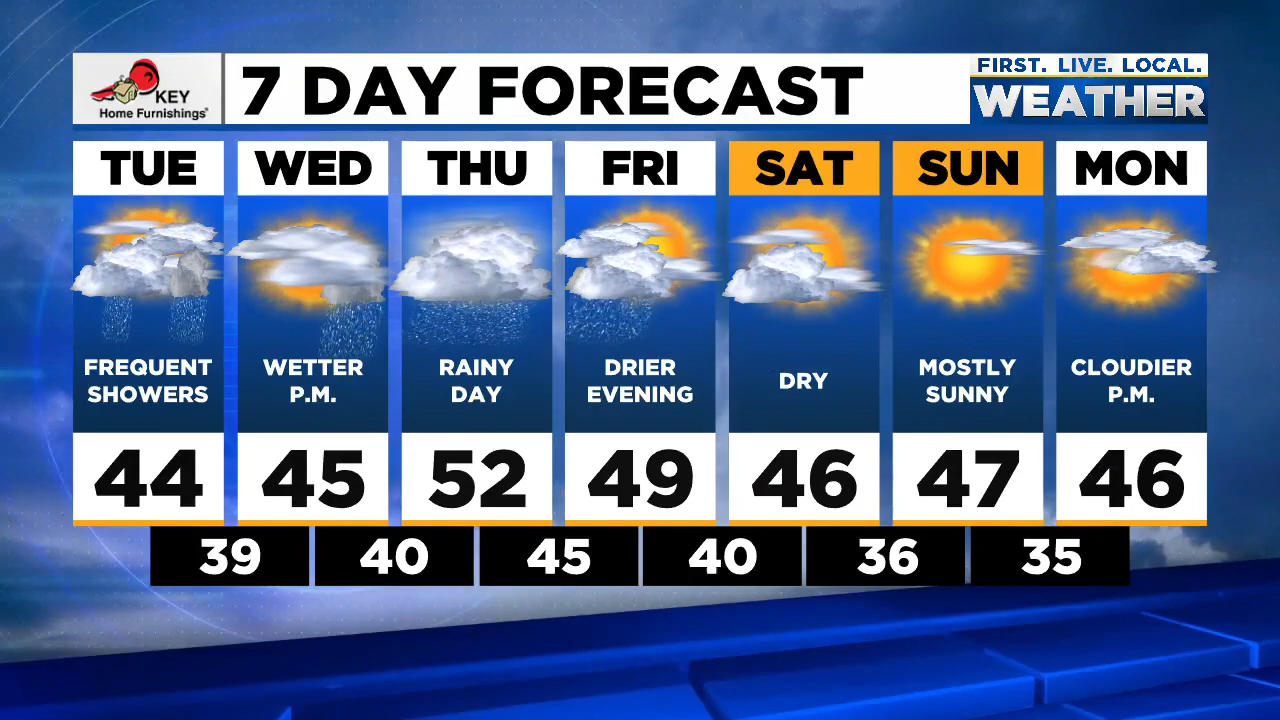 KEY
Home Furnishings®
7 DAY FORECAST
FIRST. LIVE. LOCAL.
WEATHER
TUE
WED
THU
FRI
SAT
SUN
MON
FREQUENT
SHOWERS
WETTER
P.M.
RAINY
DAY
DRIER
EVENING
DRY
MOSTLY
SUNNY
CLOUDIER
P.M.
44
45
52
49
46
47
46
39
40
45
40
36
35